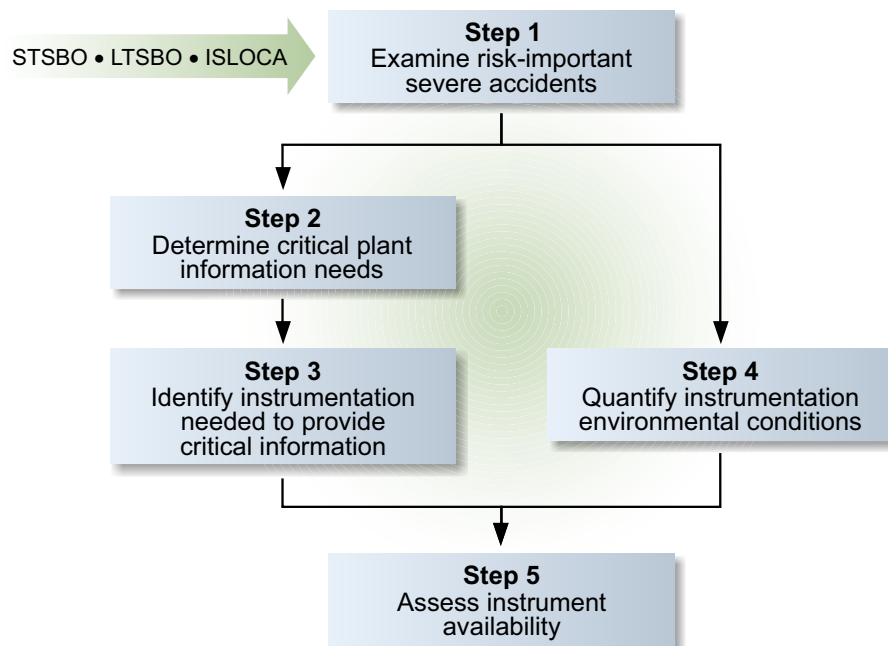 STSBO • LTSBO • ISLOCA
Step 1
Examine risk-important
severe accidents
Step 2
Determine critical plant
information needs
Step 3
Identify instrumentation
needed to provide
critical information
Step 4
Quantify instrumentation
environmental conditions
Step 5
Assess instrument
availability